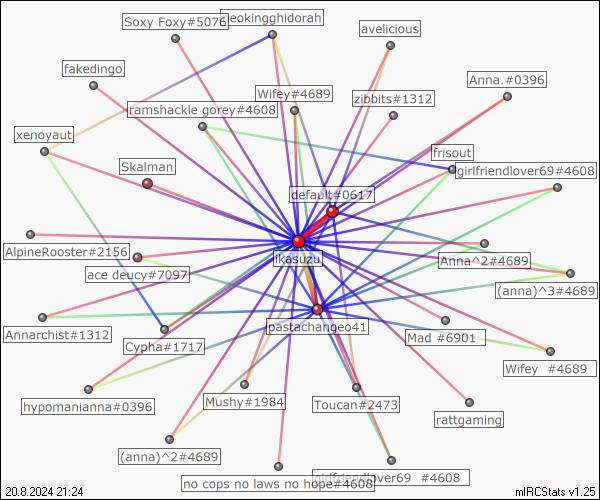 Soxy Foxy#5076
neokingghidorah
avelicious
fakedingo
Wifey#4689
Anna.#0396
zibbits#1312
ramshackle gorey#4608
xenoyaut
frisout
Skalman
girlfriendlover69#4608
default#0617
AlpineRooster#2156
ikasuzu
Anna^2#4689
ace deucy#7097
(anna)^3#4689
pastachangeo41
Annarchist#1312
Mad #6901
Cypha#1717
Wifey #4689
Mushy#1984
Toucan#2473
hypomanianna#0396
rattgaming
(anna)^2#4689
girlfriendlover69 #4608
no cops no laws no hope#4608
20.8.2024 21:24
mIRCStats v1.25